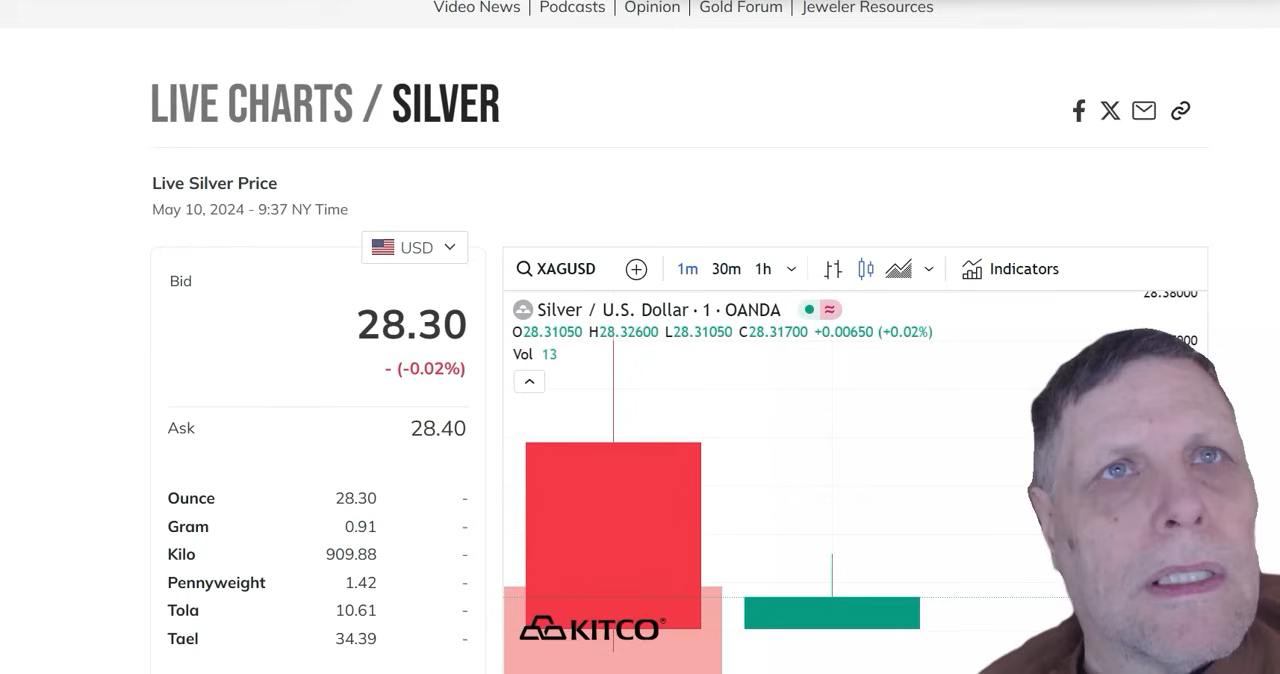 Video News | Podcasts | Opinion | Gold Forum | Jeweler Resources
LIVE CHARTS / SILVER
Live Silver Price
May 10, 2024 - 9:37 NY Time
USD
Bid
28.30
- (-0.02%)
Ask 28.40
Ounce 28.30 -
Gram 0.91 -
Kilo 909.88 -
Pennyweight 1.42 -
Tola 10.61 -
Tael 34.39 -
XAGUSD 1m 30m 1h Indicators
28.38000
Silver / U.S. Dollar · 1 · OANDA
O28.31050 H28.32600 L28.31050 C28.31700 +0.00650 (+0.02%)
Vol 13
KITCO®